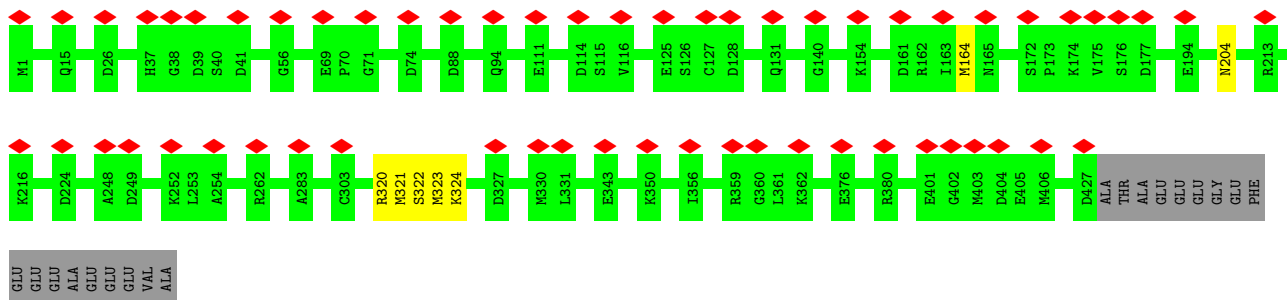 M1 Q15 D26 H37 G38 D39 S40 D41 G56 E69 P70 G71 D74 D88 Q94 E111 D114 S115 V116 E125 S126 C127 D128 Q131 G140 K154 D161 R162 I163 M164 N165 S172 P173 K174 V175 S176 D177 E194 N204 R213
K216 D224 A248 D249 K252 L253 A254 R262 A283 C303 R320 M321 S322 M323 K324 D327 M330 L331 E343 K350 I356 R359 G360 L361 K362 E376 R380 E401 G402 M403 D404 E405 M406 D427 ALA THR ALA GLU GLU GLU GLY GLU PHE
GLU GLU GLU ALA GLU GLU GLU VAL ALA